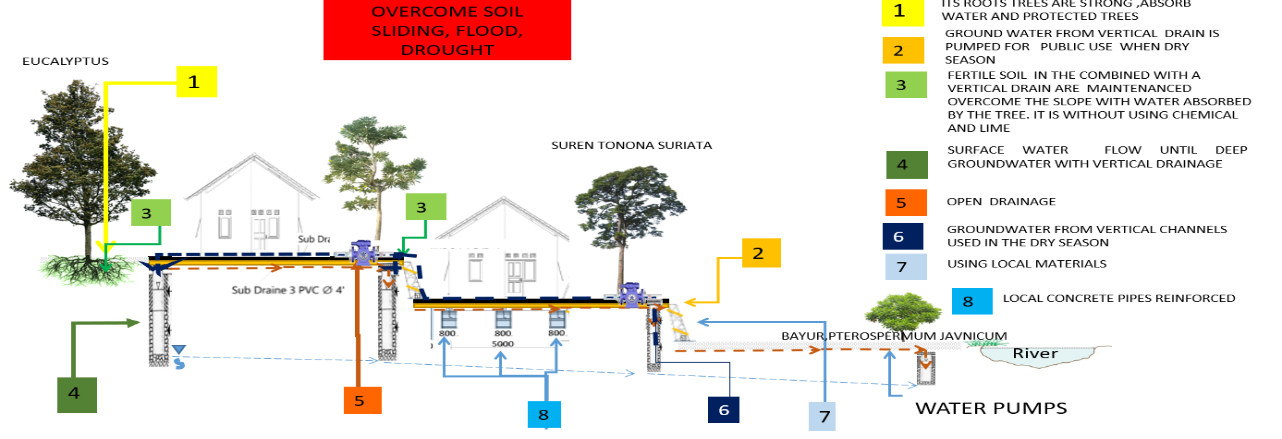 OVERCOME SOIL
SLIDING, FLOOD,
DROUGHT
EUCALYPTUS
1
SUREN TONONA SURIATA
3
3
Sub Dra
Sub Draine 3 PVC Ø 4'
2
800
800
800
5000
BAYUR.PTEROSPERMUM JAVNICUM
River
4
5
8
6
7
WATER PUMPS
1
ITS ROOTS TREES ARE STRONG ,ABSORB
WATER AND PROTECTED TREES
2
GROUND WATER FROM VERTICAL DRAIN IS
PUMPED FOR PUBLIC USE WHEN DRY
SEASON
3
FERTILE SOIL IN THE COMBINED WITH A
VERTICAL DRAIN ARE MAINTENANCED
OVERCOME THE SLOPE WITH WATER ABSORBED
BY THE TREE. IT IS WITHOUT USING CHEMICAL
AND LIME
4
SURFACE WATER FLOW UNTIL DEEP
GROUNDWATER WITH VERTICAL DRAINAGE
5
OPEN DRAINAGE
6
GROUNDWATER FROM VERTICAL CHANNELS
USED IN THE DRY SEASON
7
USING LOCAL MATERIALS
8
LOCAL CONCRETE PIPES REINFORCED